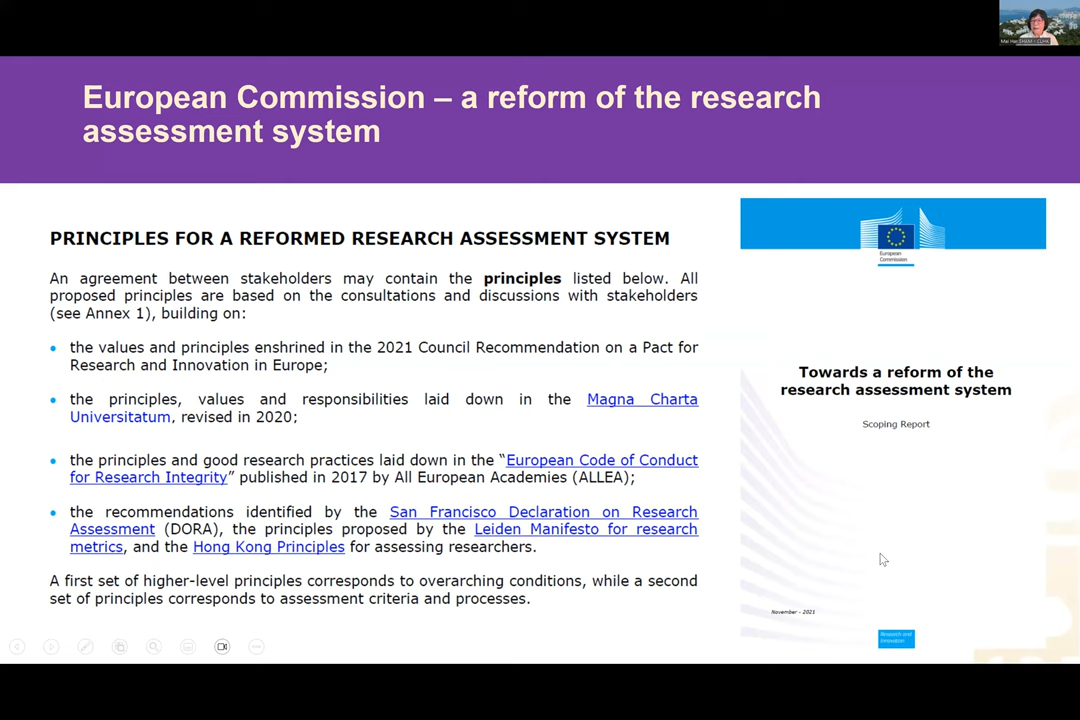 European Commission – a reform of the research
assessment system
PRINCIPLES FOR A REFORMED RESEARCH ASSESSMENT SYSTEM
An agreement between stakeholders may contain the principles listed below. All
proposed principles are based on the consultations and discussions with stakeholders
(see Annex 1), building on:
• the values and principles enshrined in the 2021 Council Recommendation on a Pact for
Research and Innovation in Europe;
• the principles, values and responsibilities laid down in the Magna Charta
Universitatum, revised in 2020;
• the principles and good research practices laid down in the “European Code of Conduct
for Research Integrity” published in 2017 by All European Academies (ALLEA);
• the recommendations identified by the San Francisco Declaration on Research
Assessment (DORA), the principles proposed by the Leiden Manifesto for research
metrics, and the Hong Kong Principles for assessing researchers.
A first set of higher-level principles corresponds to overarching conditions, while a second
set of principles corresponds to assessment criteria and processes.
European
Commission
Towards a reform of the
research assessment system
Scoping Report
November - 2021
Research and
Innovation